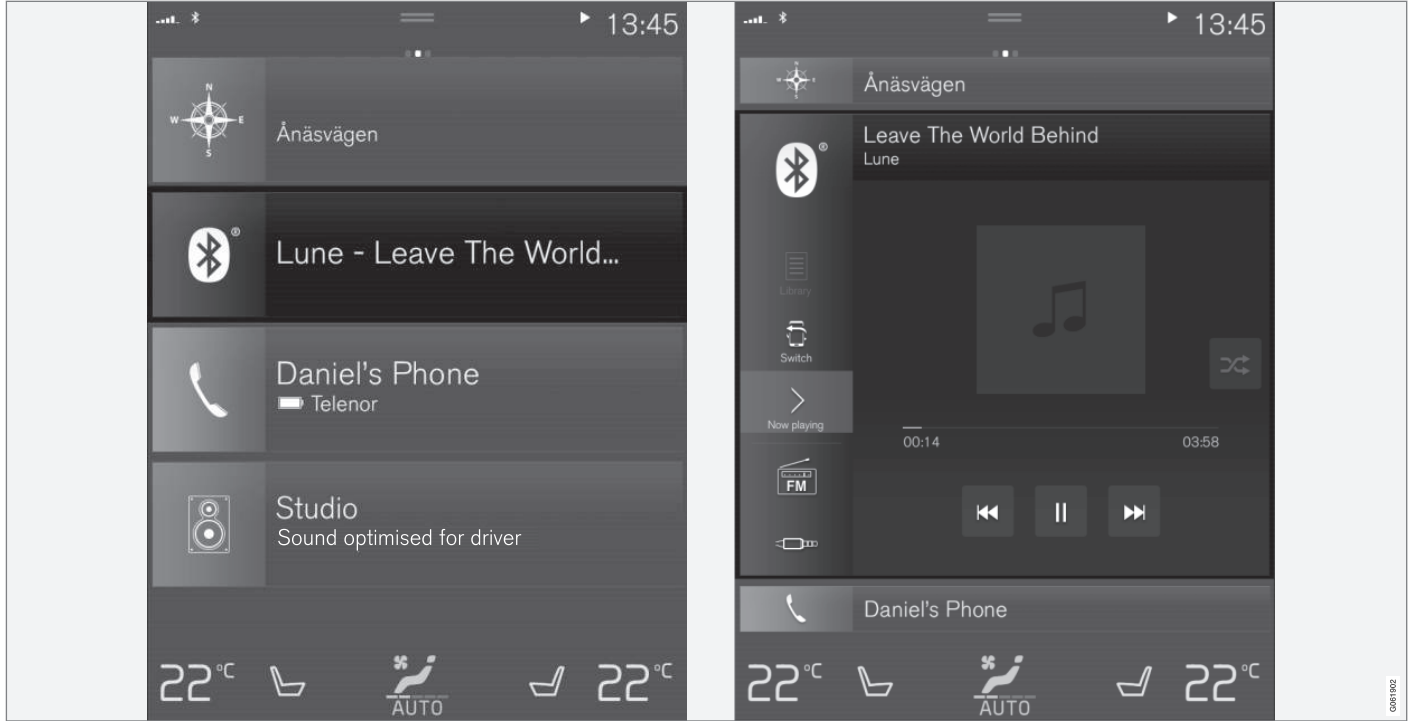 13:45
N
W E
S
Ånäsvägen
®
Lune - Leave The World...
Daniel's Phone
Telenor
Studio
Sound optimised for driver
22°C
AUTO
22°C
13:45
N
W E
S
Ånäsvägen
®
Leave The World Behind
Lune
Library
Switch
Now playing
00:14
03:58
FM
Daniel's Phone
22°C
AUTO
22°C
G061902